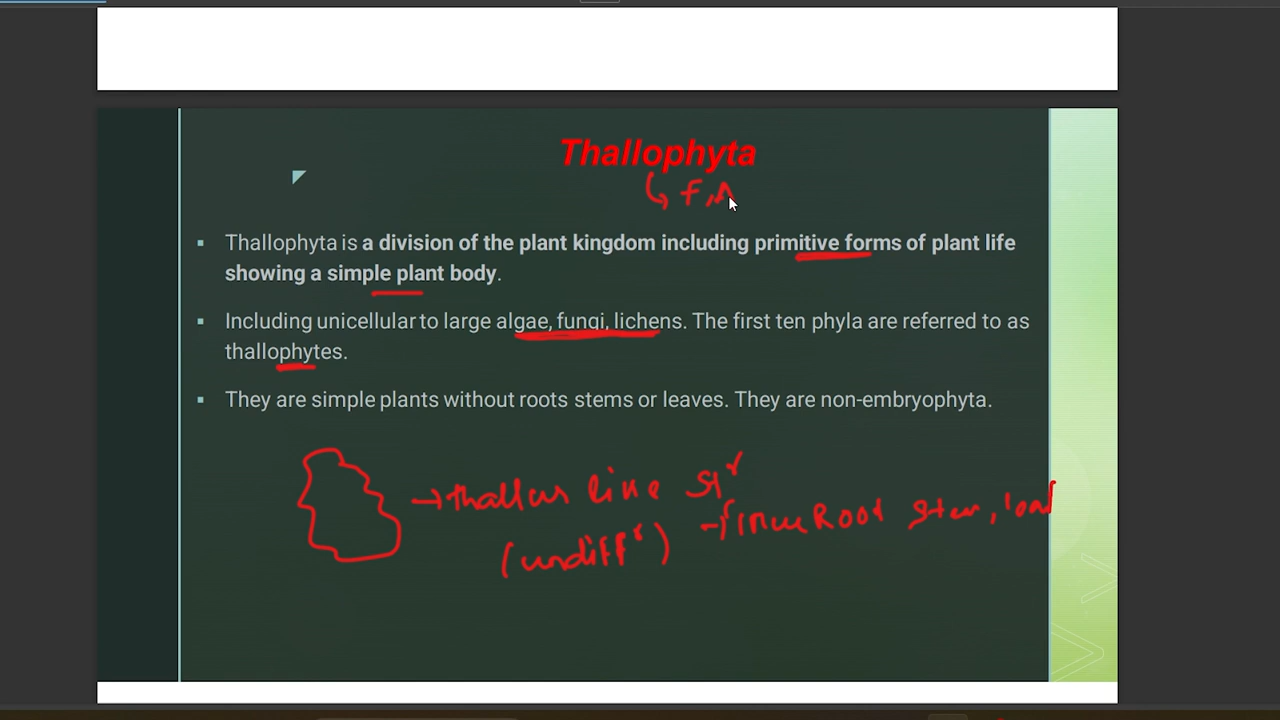 Thallophyta
F, A
Thallophyta is a division of the plant kingdom including primitive forms of plant life
showing a simple plant body.
Including unicellular to large algae, fungi, lichens. The first ten phyla are referred to as
thallophytes.
They are simple plants without roots stems or leaves. They are non-embryophyta.
thallus like str
(undiffr) Root stem,